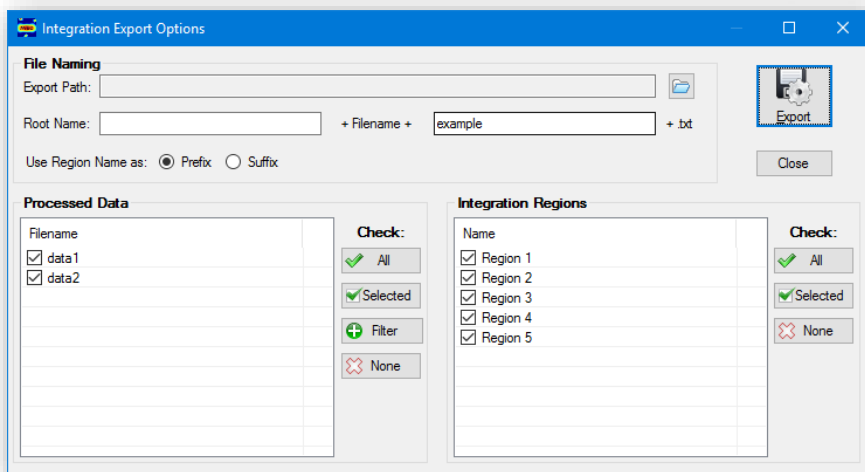 Integration Export Options
File Naming
Export Path:
Export
Root Name:
+ Filename +
example
+ .txt
Use Region Name as:
Prefix
Suffix
Close
Processed Data
Filename
data1
data2
Check:
All
Selected
Filter
None
Integration Regions
Name
Region 1
Region 2
Region 3
Region 4
Region 5
Check:
All
Selected
None